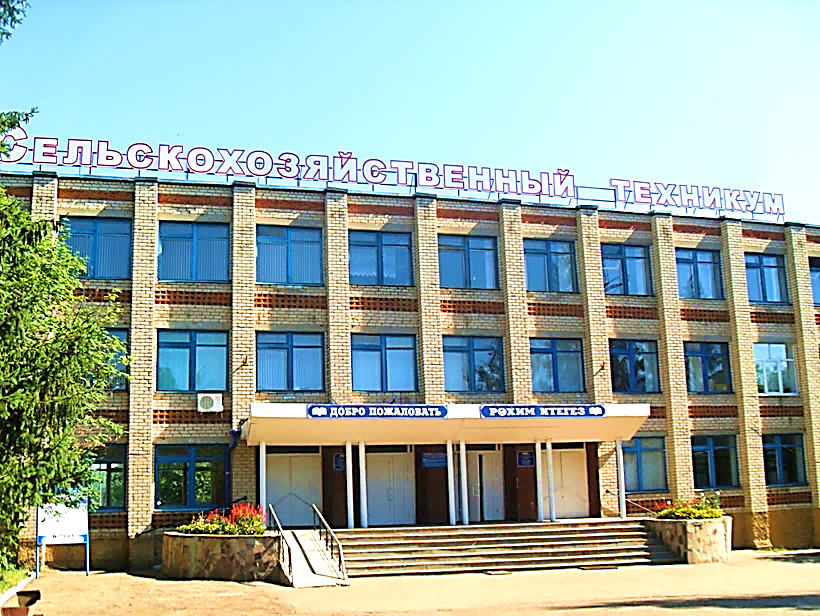 СЕЛЬСКОХОЗЯЙСТВЕННЫЙ ТЕХНИКУМ
ДОБРО ПОЖАЛОВАТЬ
РӘХИМ ИТЕГЕЗ